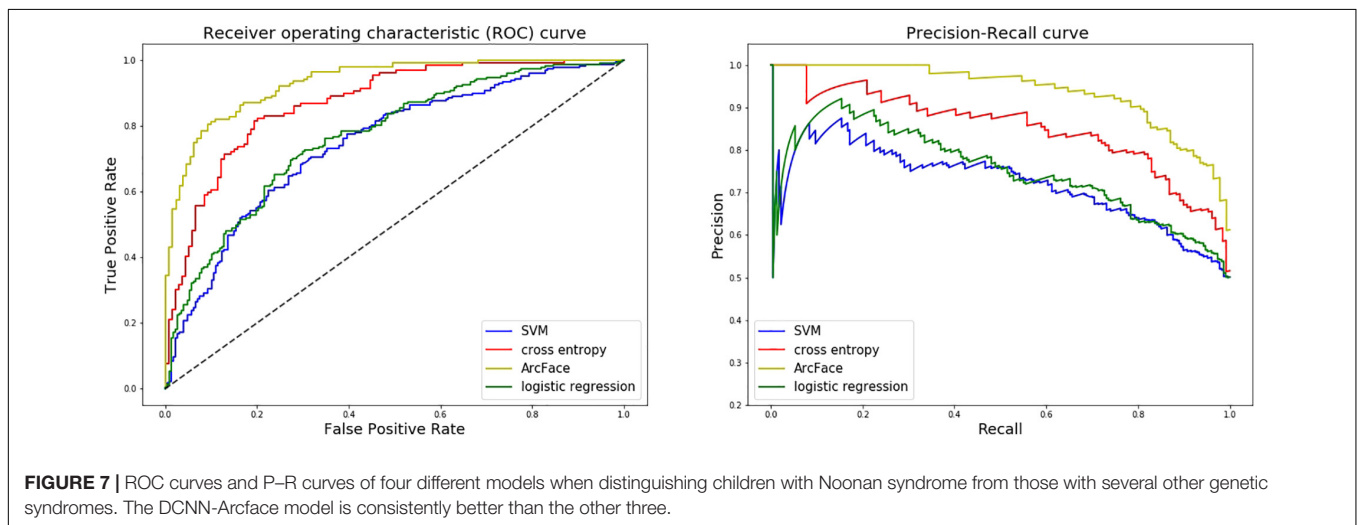 Receiver operating characteristic (ROC) curve
1.0
0.8
0.6
0.4
0.2
0.0
True Positive Rate
0.0 0.2 0.4 0.6 0.8 1.0
False Positive Rate
SVM
cross entropy
ArcFace
logistic regression
Precision-Recall curve
1.0
0.9
0.8
0.7
0.6
0.5
0.4
0.3
0.2
Precision
0.0 0.2 0.4 0.6 0.8 1.0
Recall
SVM
cross entropy
ArcFace
logistic regression
FIGURE 7 | ROC curves and P–R curves of four different models when distinguishing children with Noonan syndrome from those with several other genetic
syndromes. The DCNN-Arcface model is consistently better than the other three.